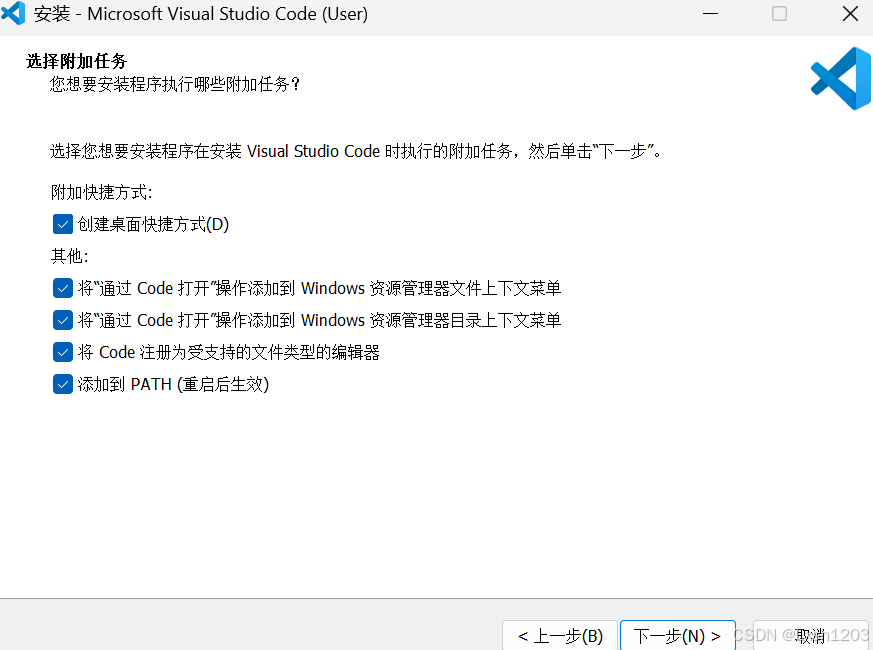 安装 - Microsoft Visual Studio Code (User)
选择附加任务
您想要安装程序执行哪些附加任务？
选择您想要安装程序在安装 Visual Studio Code 时执行的附加任务，然后单击“下一步”。
附加快捷方式:
创建桌面快捷方式(D)
其他:
将“通过 Code 打开”操作添加到 Windows 资源管理器文件上下文菜单
将“通过 Code 打开”操作添加到 Windows 资源管理器目录上下文菜单
将 Code 注册为受支持的文件类型的编辑器
添加到 PATH (重启后生效)
< 上一步(B) 下一步(N) > 取消
CSDN